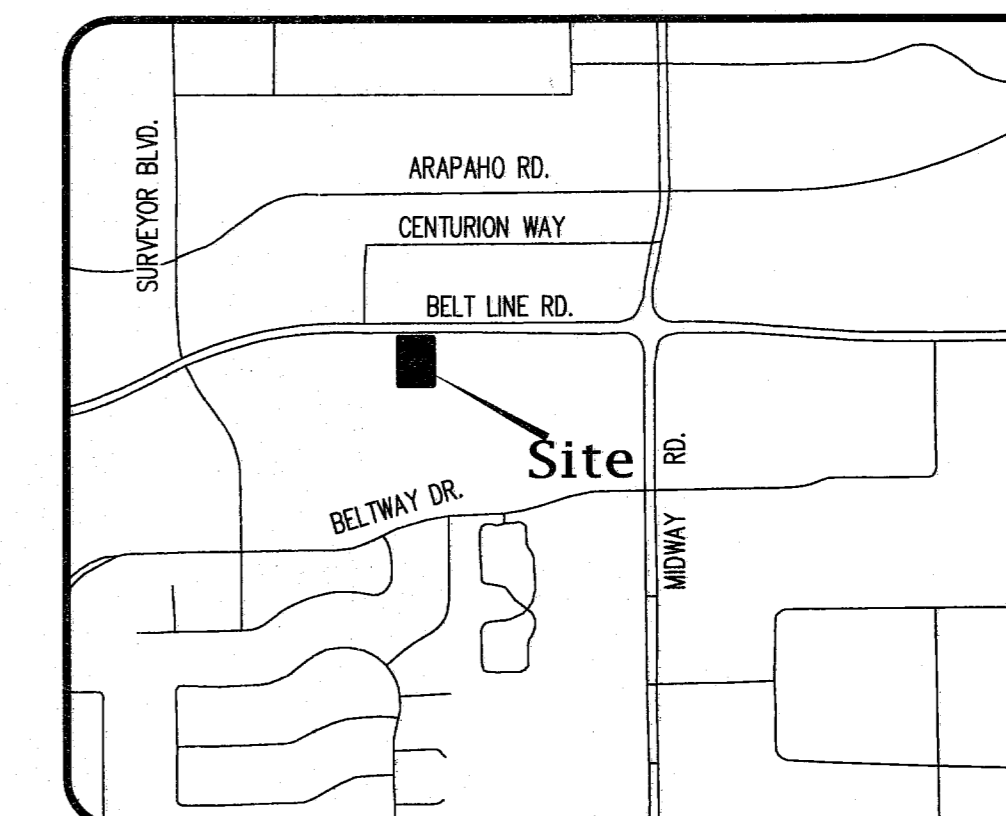 SURVEYOR BLVD.
ARAPAHO RD.
CENTURION WAY
BELT LINE RD.
Site
BELTWAY DR.
MIDWAY RD.